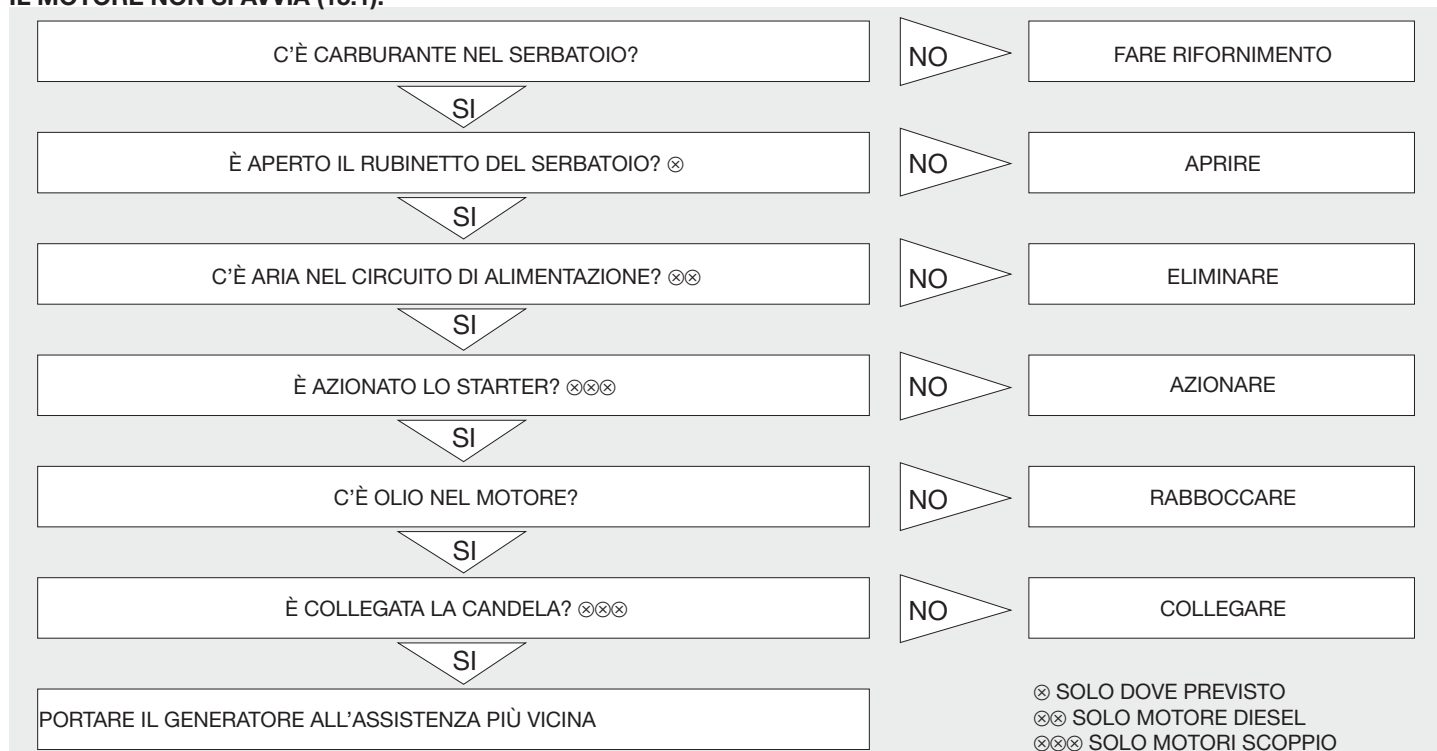 C'È CARBURANTE NEL SERBATOIO?
NO
FARE RIFORNIMENTO
SI
È APERTO IL RUBINETTO DEL SERBATOIO? ⊗
NO
APRIRE
SI
C'È ARIA NEL CIRCUITO DI ALIMENTAZIONE? ⊗⊗
NO
ELIMINARE
SI
È AZIONATO LO STARTER? ⊗⊗⊗
NO
AZIONARE
SI
C'È OLIO NEL MOTORE?
NO
RABBOCCARE
SI
È COLLEGATA LA CANDELA? ⊗⊗⊗
NO
COLLEGARE
SI
PORTARE IL GENERATORE ALL'ASSISTENZA PIÙ VICINA
⊗ SOLO DOVE PREVISTO
⊗⊗ SOLO MOTORE DIESEL
⊗⊗⊗ SOLO MOTORI SCOPPIO